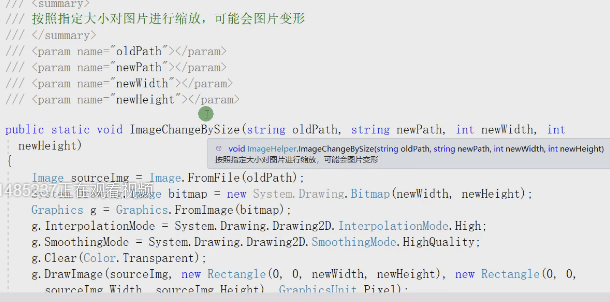 /// <summary>
/// 按照指定大小对图片进行缩放，可能会图片变形
/// </summary>
/// <param name="oldPath"></param>
/// <param name="newPath"></param>
/// <param name="newWidth"></param>
/// <param name="newHeight"></param>
public static void ImageChangeBySize(string oldPath, string newPath, int newWidth, int
newHeight)
void ImageHelper.ImageChangeBySize(string oldPath, string newPath, int newWidth, int newHeight)
按照指定大小对图片进行缩放，可能会图片变形
{
Image sourceImg = Image.FromFile(oldPath);
1485237正在观看视频
Image bitmap = new System.Drawing.Bitmap(newWidth, newHeight);
Graphics g = Graphics.FromImage(bitmap);
g.InterpolationMode = System.Drawing.Drawing2D.InterpolationMode.High;
g.SmoothingMode = System.Drawing.Drawing2D.SmoothingMode.HighQuality;
g.Clear(Color.Transparent);
g.DrawImage(sourceImg, new Rectangle(0, 0, newWidth, newHeight), new Rectangle(0, 0,
sourceImg.Width, sourceImg.Height), GraphicsUnit.Pixel);